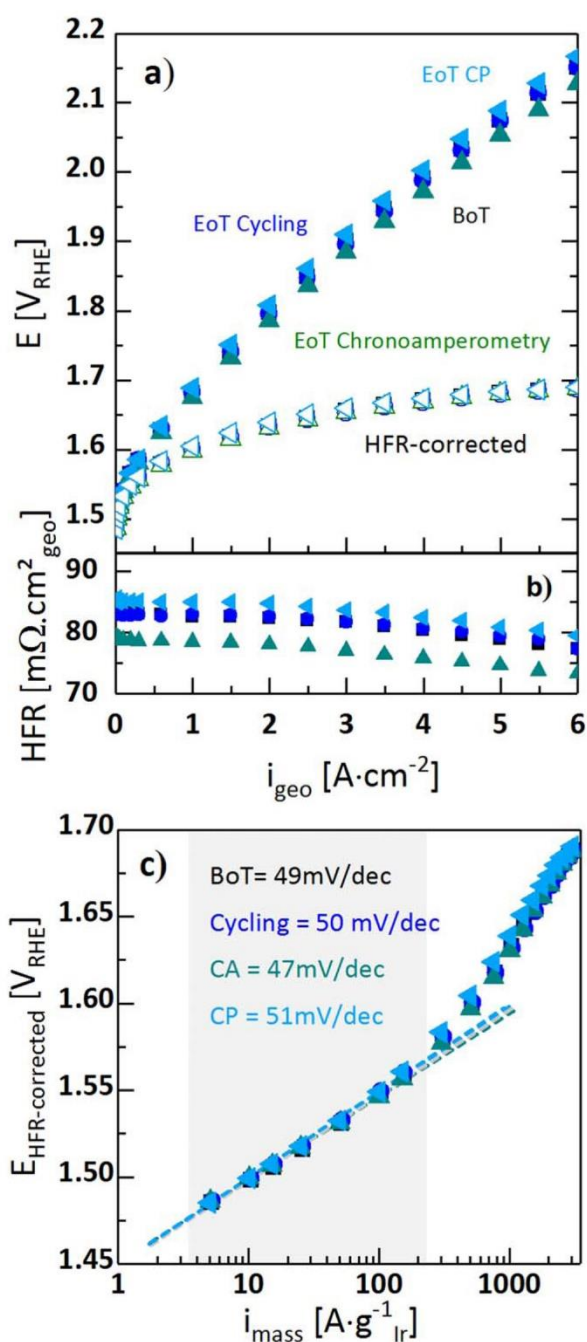 a)
EoT CP
EoT Cycling
BoT
EoT Chronoamperometry
HFR-corrected
E [V_RHE]
2.2
2.1
2.0
1.9
1.8
1.7
1.6
1.5
b)
HFR [mΩ.cm²_geo]
90
80
70
0 1 2 3 4 5 6
i_geo [A·cm⁻²]
c)
BoT= 49mV/dec
Cycling = 50 mV/dec
CA = 47mV/dec
CP = 51mV/dec
E_HFR-corrected [V_RHE]
1.70
1.65
1.60
1.55
1.50
1.45
1 10 100 1000
i_mass [A·g⁻¹_Ir]